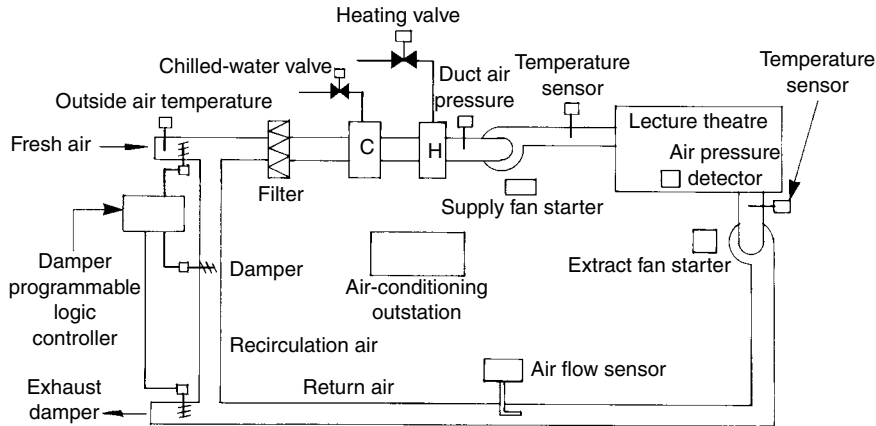 Heating valve
Chilled-water valve
Duct air
pressure
Temperature
sensor
Temperature
sensor
Outside air temperature
Lecture theatre
Fresh air
C
H
Air pressure
detector
Filter
Supply fan starter
Damper
programmable
logic
controller
Damper
Air-conditioning
outstation
Extract fan starter
Recirculation air
Exhaust
damper
Return air
Air flow sensor